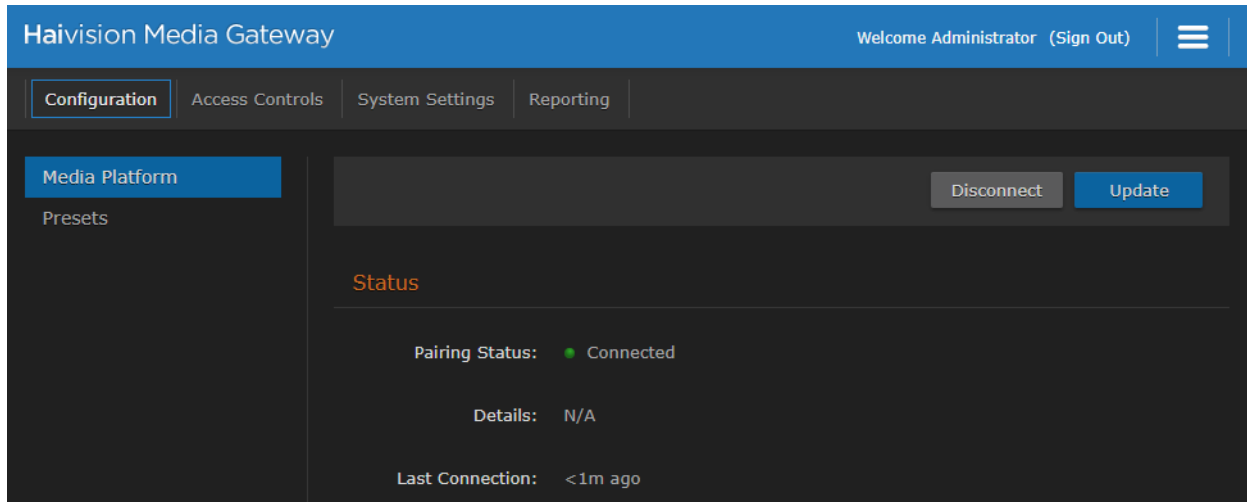 Haivision Media Gateway
Welcome Administrator (Sign Out)
Configuration Access Controls System Settings Reporting
Media Platform
Presets
Disconnect Update
Status
Pairing Status: Connected
Details: N/A
Last Connection: <1m ago